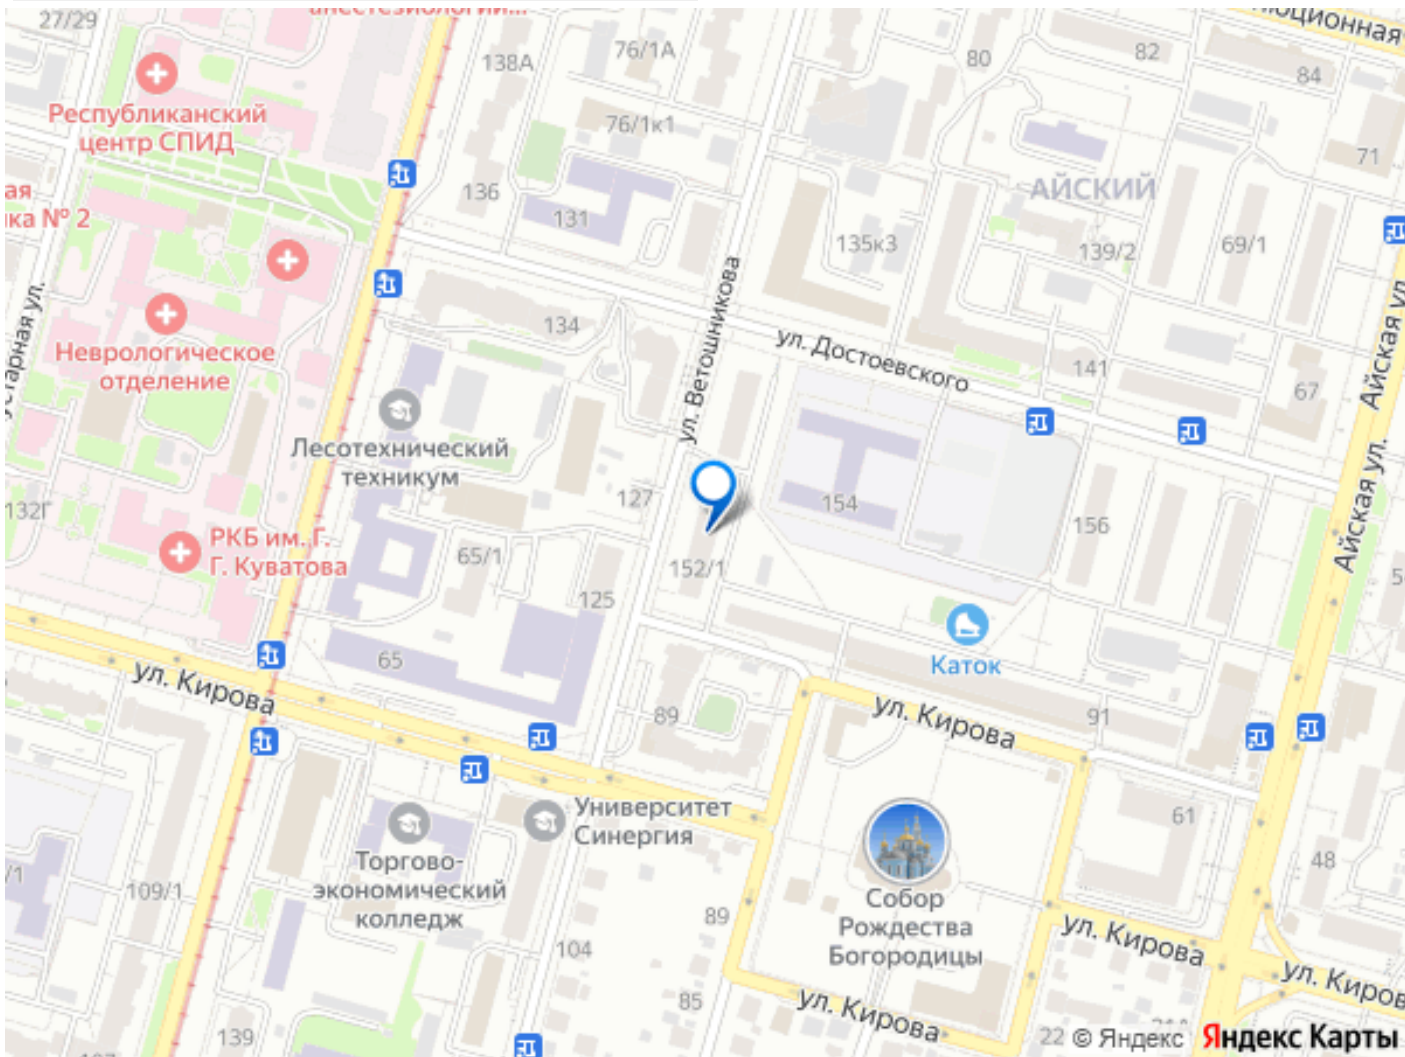 27/29
анестезиологии...
76/1А
138А
80
82
84
Республиканский
центр СПИД
76/1к1
71
АЙСКИЙ
ая
ка № 2
136
131
135к3
139/2
69/1
134
ул. Ветошникова
ул. Достоевского
Айская ул.
Неврологическое
отделение
141
67
Лесотехнический
техникум
132Г
127
154
156
РКБ им. Г.
Г. Куватова
65/1
152/1
125
Айская ул.
65
Каток
ул. Кирова
89
ул. Кирова
91
Университет
Синергия
61
Торгово-
экономический
колледж
48
/1
109/1
Собор
Рождества
Богородицы
89
104
ул. Кирова
85
ул. Кирова
ул. Киров
139
22
© Яндекс Яндекс Карты